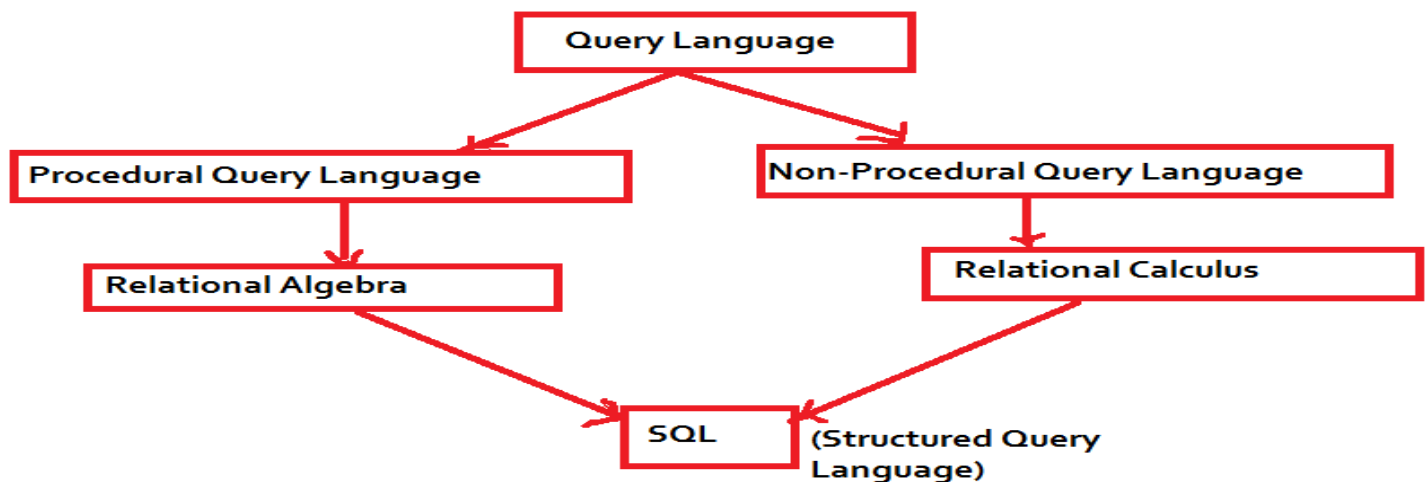 Query Language
Procedural Query Language
Non-Procedural Query Language
Relational Algebra
Relational Calculus
SQL
(Structured Query
Language)